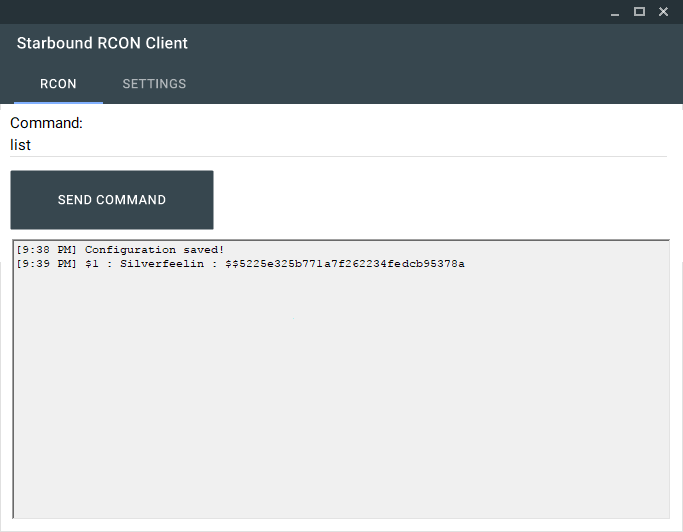 Starbound RCON Client
RCON SETTINGS
Command:
list
SEND COMMAND
[9:38 PM] Configuration saved!
[9:39 PM] $1 : Silverfeelin : $$5225e325b771a7f262234fedcb95378a